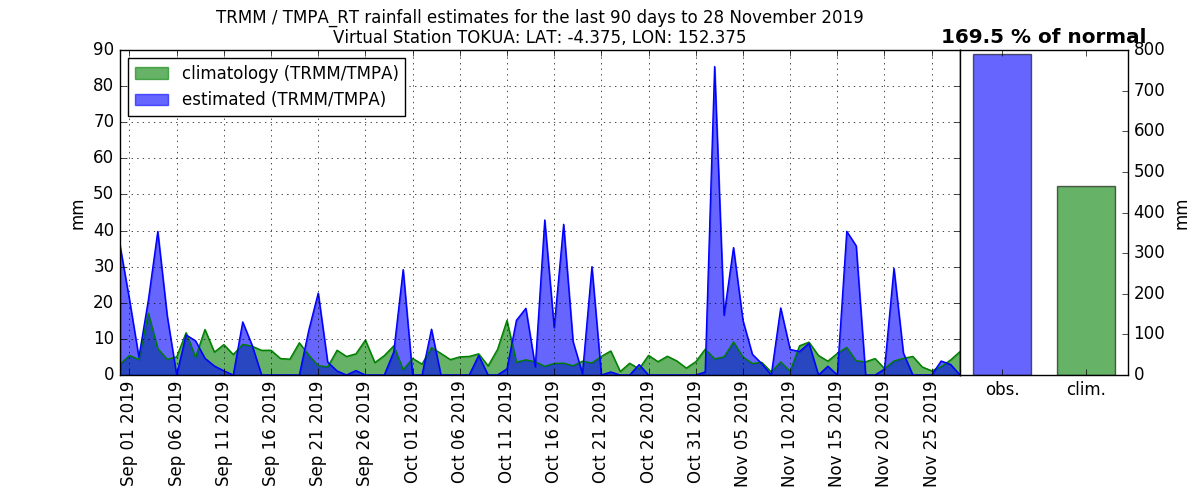 TRMM / TMPA_RT rainfall estimates for the last 90 days to 28 November 2019
Virtual Station TOKUA: LAT: -4.375, LON: 152.375
169.5 % of normal
climatology (TRMM/TMPA)
estimated (TRMM/TMPA)
mm
90
80
70
60
50
40
30
20
10
0
800
700
600
500
400
300
200
100
0
mm
Sep 01 2019
Sep 06 2019
Sep 11 2019
Sep 16 2019
Sep 21 2019
Sep 26 2019
Oct 01 2019
Oct 06 2019
Oct 11 2019
Oct 16 2019
Oct 21 2019
Oct 26 2019
Oct 31 2019
Nov 05 2019
Nov 10 2019
Nov 15 2019
Nov 20 2019
Nov 25 2019
obs.
clim.